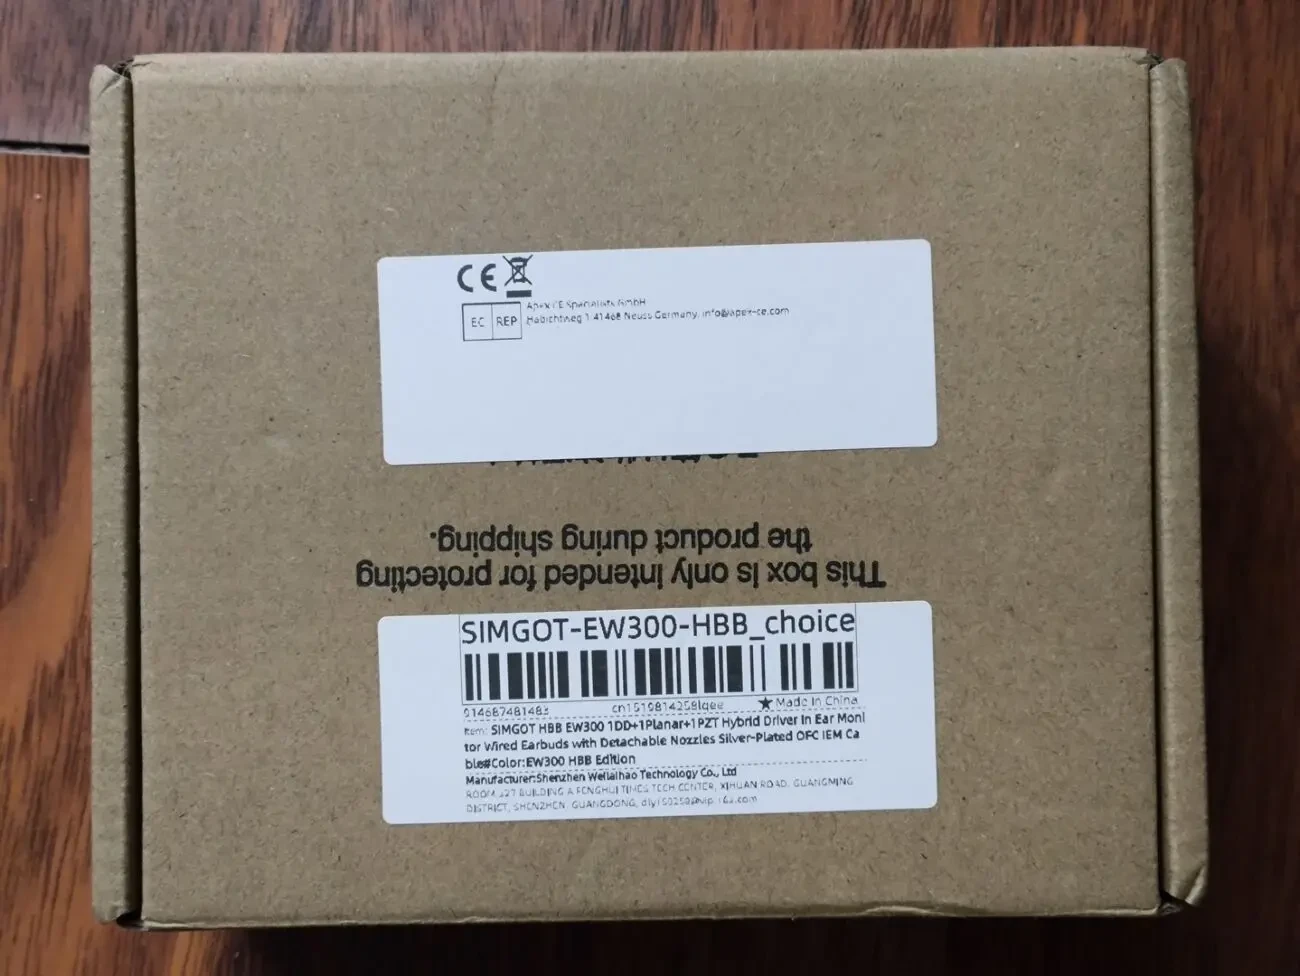 CE
EC REP
Apex CE Specialists GmbH
Habichtweg 1 41468 Neuss Germany, info@apex-ce.com
This box is only intended for protecting
the product during shipping.
SIMGOT-EW300-HBB_choice
914687481483 ★ Made In China
Item: SIMGOT HBB EW300 1DD+1Planar+1PZT Hybrid Driver In Ear Moni
tor Wired Earbuds with Detachable Nozzles Silver-Plated OFC IEM Ca
ble#Color:EW300 HBB Edition
Manufacturer:Shenzhen Weilaihao Technology Co., Ltd
ROOM BUILDING A FENGHUI TIMES TECH CENTER, XIHUAN ROAD, GUANGMING
DISTRICT, SHENZHEN, GUANGDONG,